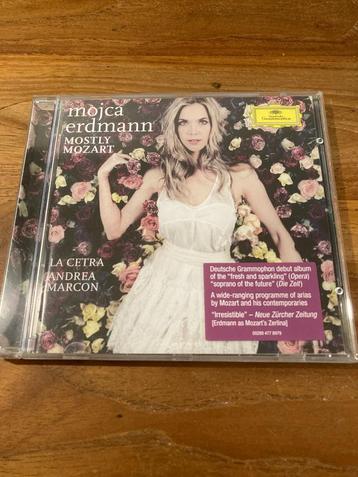 mojca
erdmann
MOSTLY
MOZART
Deutsche
Grammophon
LA CETRA
ANDREA
MARCON
Deutsche Grammophon debut album
of the "fresh and sparkling" (Opera)
"soprano of the future" (Die Zeit)
A wide-ranging programme of arias
by Mozart and his contemporaries
"Irresistible" – Neue Zürcher Zeitung
[Erdmann as Mozart's Zerlina]